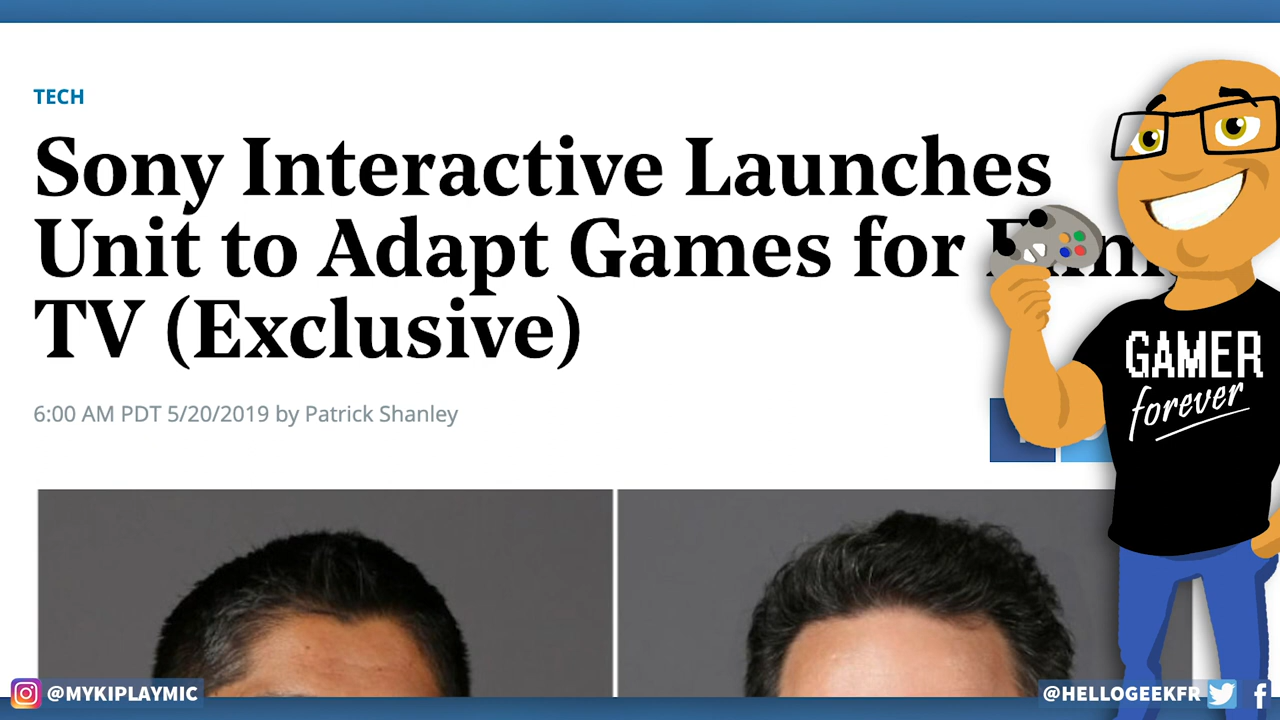 TECH
Sony Interactive Launches
Unit to Adapt Games for
TV (Exclusive)
6:00 AM PDT 5/20/2019 by Patrick Shanley
GAMER
forever
@MYKIPLAYMIC
@HELLOGEEKFR